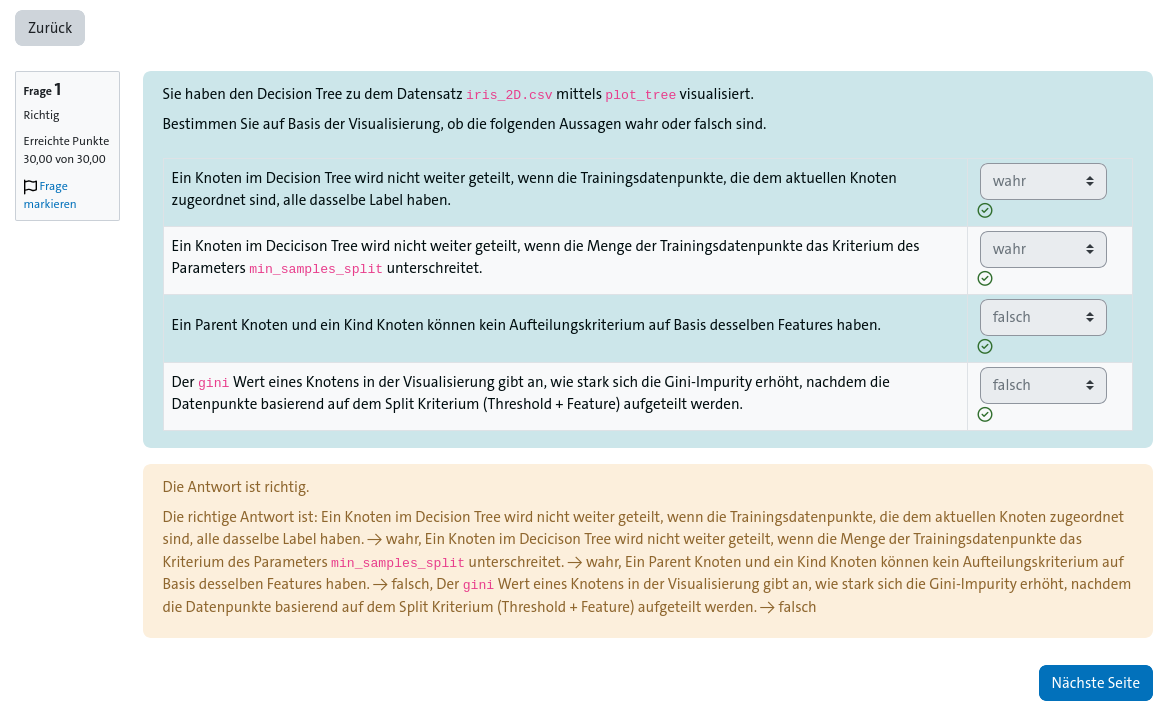 Zurück
Frage 1
Richtig
Erreichte Punkte
30,00 von 30,00
Frage
markieren
Sie haben den Decision Tree zu dem Datensatz iris_2D.csv mittels plot_tree visualisiert.
Bestimmen Sie auf Basis der Visualisierung, ob die folgenden Aussagen wahr oder falsch sind.
Ein Knoten im Decision Tree wird nicht weiter geteilt, wenn die Trainingsdatenpunkte, die dem aktuellen Knoten
zugeordnet sind, alle dasselbe Label haben.
wahr
Ein Knoten im Decicison Tree wird nicht weiter geteilt, wenn die Menge der Trainingsdatenpunkte das Kriterium des
Parameters min_samples_split unterschreitet.
wahr
Ein Parent Knoten und ein Kind Knoten können kein Aufteilungskriterium auf Basis desselben Features haben.
falsch
Der gini Wert eines Knotens in der Visualisierung gibt an, wie stark sich die Gini-Impurity erhöht, nachdem die
Datenpunkte basierend auf dem Split Kriterium (Threshold + Feature) aufgeteilt werden.
falsch
Die Antwort ist richtig.
Die richtige Antwort ist: Ein Knoten im Decision Tree wird nicht weiter geteilt, wenn die Trainingsdatenpunkte, die dem aktuellen Knoten zugeordnet
sind, alle dasselbe Label haben. → wahr, Ein Knoten im Decicison Tree wird nicht weiter geteilt, wenn die Menge der Trainingsdatenpunkte das
Kriterium des Parameters min_samples_split unterschreitet. → wahr, Ein Parent Knoten und ein Kind Knoten können kein Aufteilungskriterium auf
Basis desselben Features haben. → falsch, Der gini Wert eines Knotens in der Visualisierung gibt an, wie stark sich die Gini-Impurity erhöht, nachdem
die Datenpunkte basierend auf dem Split Kriterium (Threshold + Feature) aufgeteilt werden. → falsch
Nächste Seite